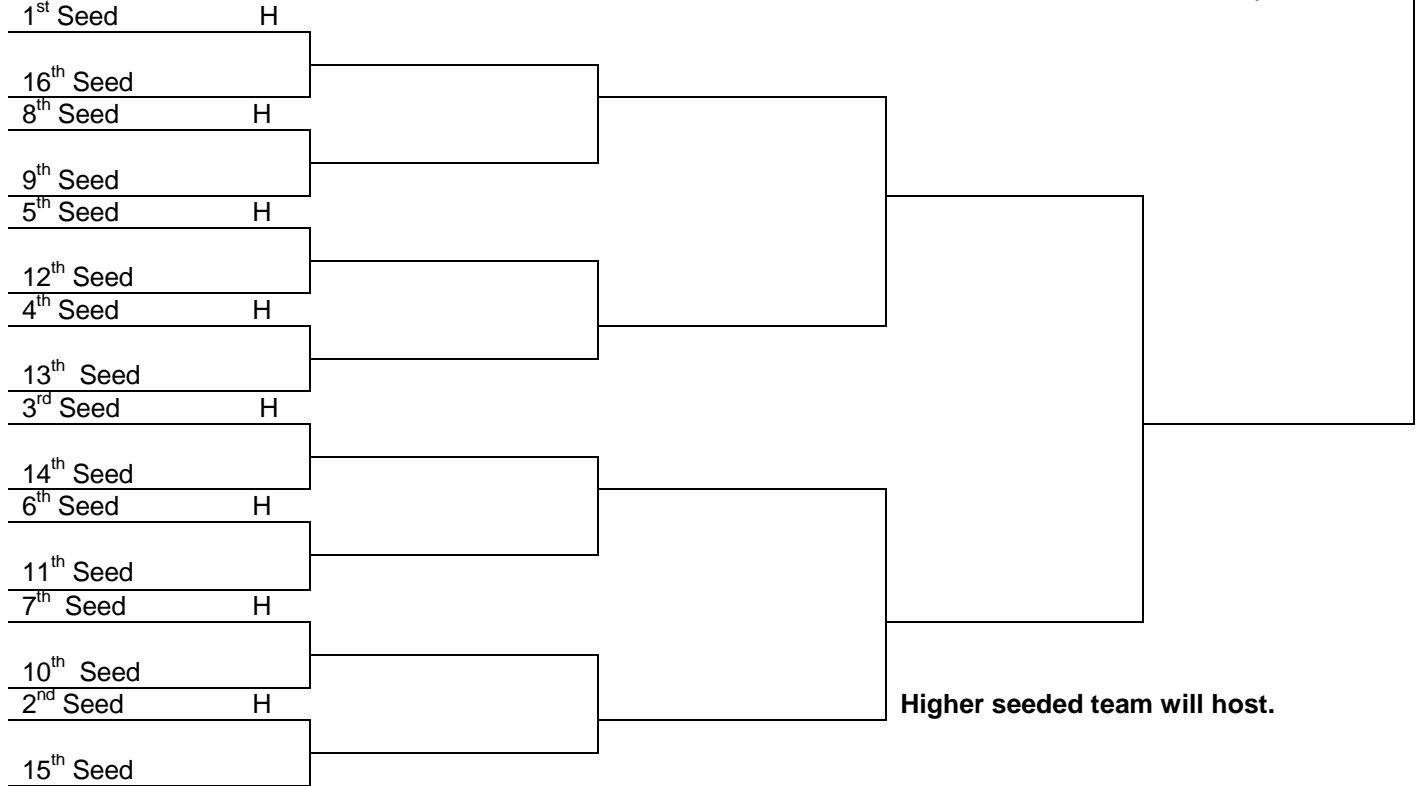 1st Seed H
16th Seed
8th Seed H
9th Seed
5th Seed H
12th Seed
4th Seed H
13th Seed
3rd Seed H
14th Seed
6th Seed H
11th Seed
7th Seed H
10th Seed
2nd Seed H
Higher seeded team will host.
15th Seed